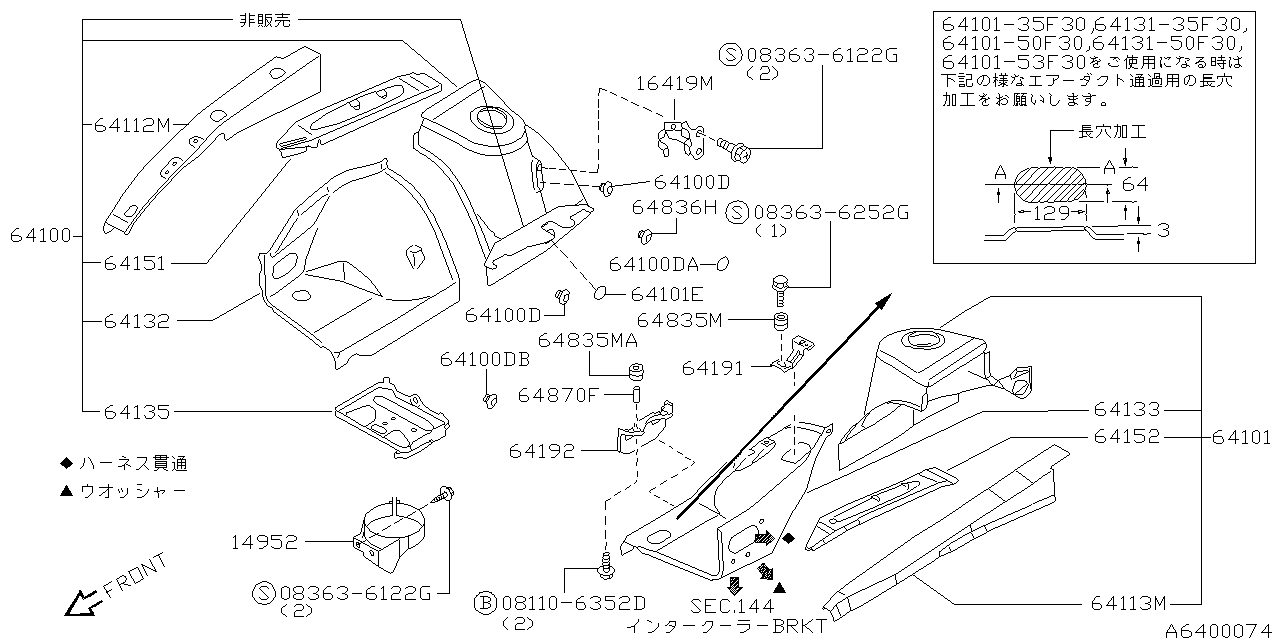 非販売
64112M
64151
64100
64132
64135
16419M
Ⓢ08363-6122G
(2)
64100D
64836H
Ⓢ08363-6252G
(1)
64100DA
64101E
64100D
64835MA
64835M
64191
64100DB
64870F
64192
◆ハーネス貫通
▲ウオッシャー
14952
Ⓢ08363-6122G
(2)
FRONT
Ⓑ08110-6352D
(2)
SEC.144
インタークーラーBRKT
64133
64152
64101
64113M
64101-35F30,64131-35F30,
64101-50F30,64131-50F30,
64101-53F30をご使用になる時は
下記の様なエアーダクト通過用の長穴
加工をお願いします。
長穴加工
A
A
64
129
3
A6400074